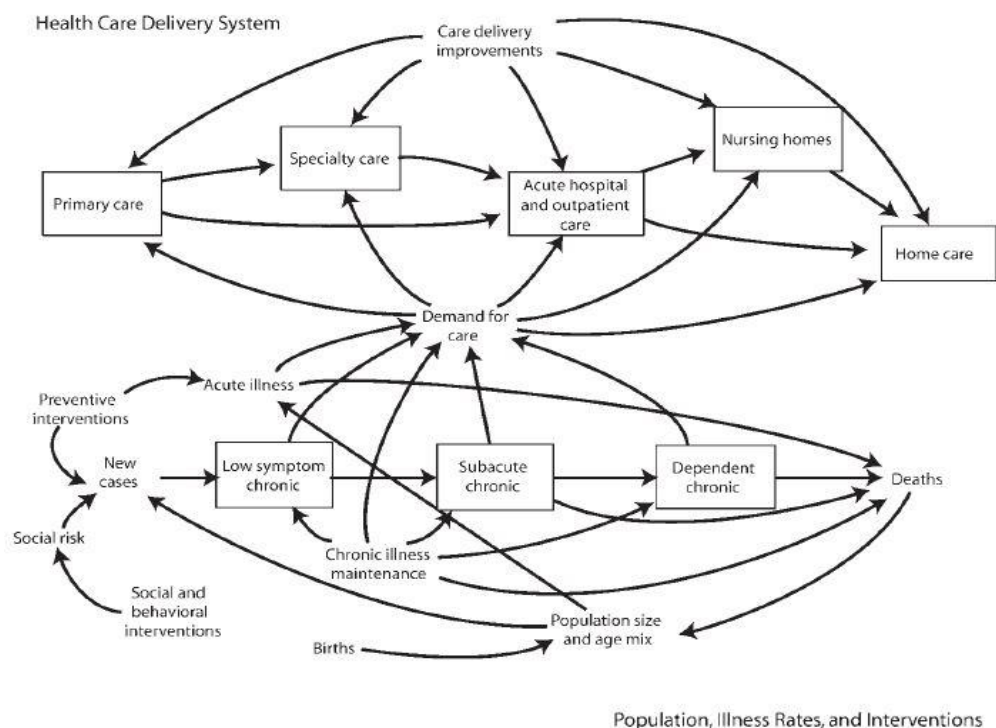 Health Care Delivery System
Care delivery
improvements
Specialty care
Nursing homes
Primary care
Acute hospital
and outpatient
care
Home care
Demand for
care
Acute illness
Preventive
interventions
New
cases
Low symptom
chronic
Subacute
chronic
Dependent
chronic
Deaths
Social risk
Chronic illness
maintenance
Social and
behavioral
interventions
Population size
and age mix
Births
Population, Illness Rates, and Interventions